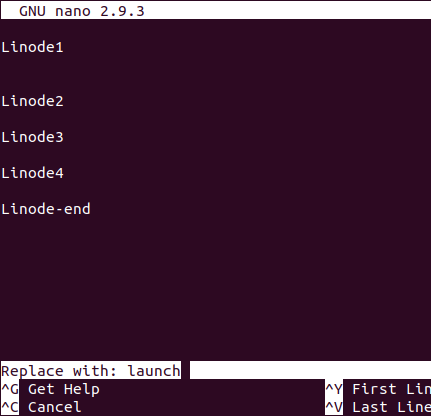 GNU nano 2.9.3
Linode1
Linode2
Linode3
Linode4
Linode-end
Replace with: launch
^G Get Help ^Y First Lin
^C Cancel ^V Last Line